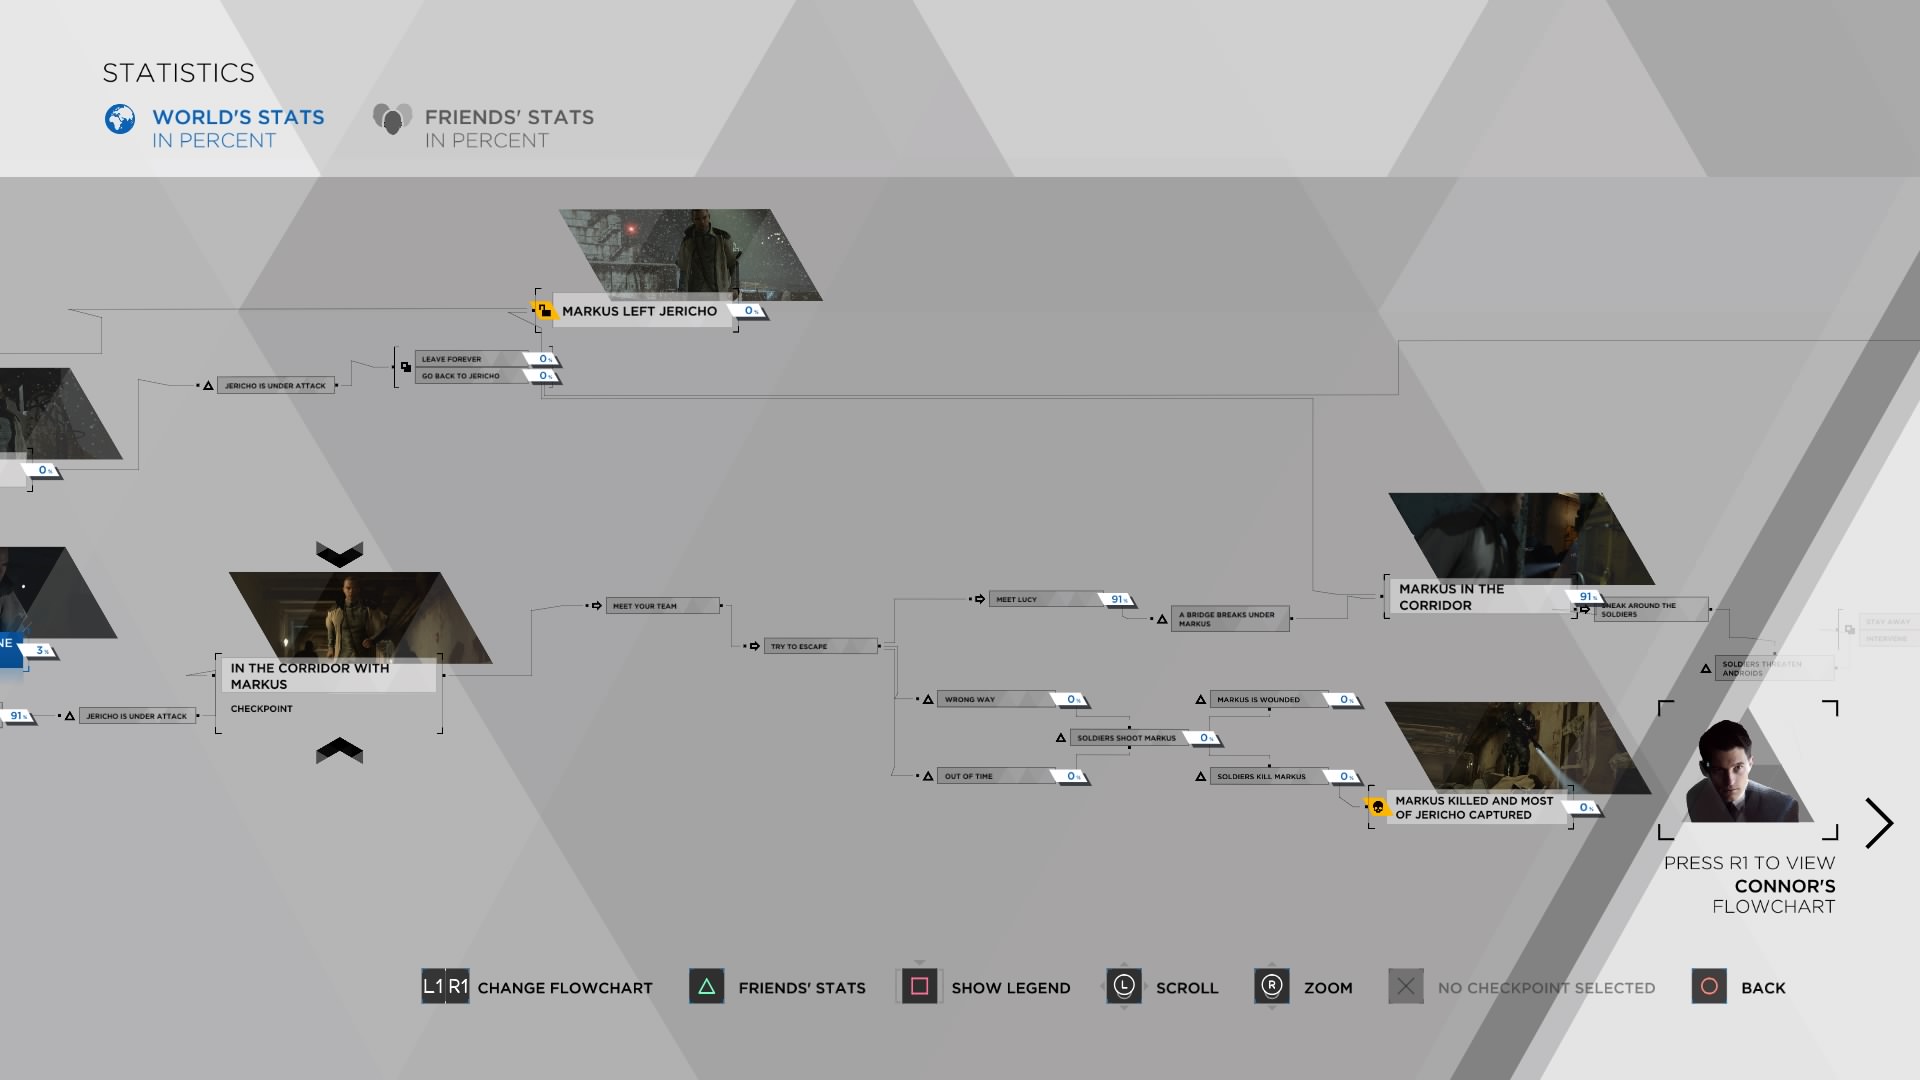 STATISTICS
WORLD'S STATS
IN PERCENT
FRIENDS' STATS
IN PERCENT
MARKUS LEFT JERICHO
0%
LEAVE FOREVER
0%
GO BACK TO JERICHO
0%
JERICHO IS UNDER ATTACK
0%
NE
3%
91%
JERICHO IS UNDER ATTACK
IN THE CORRIDOR WITH
MARKUS
CHECKPOINT
MEET YOUR TEAM
TRY TO ESCAPE
MEET LUCY
91%
A BRIDGE BREAKS UNDER
MARKUS
WRONG WAY
0%
OUT OF TIME
0%
SOLDIERS SHOOT MARKUS
0%
MARKUS IS WOUNDED
0%
SOLDIERS KILL MARKUS
0%
MARKUS IN THE
CORRIDOR
91%
SNEAK AROUND THE
SOLDIERS
SOLDIERS THREATEN
ANDROIDS
STAY AWAY
INTERVENE
MARKUS KILLED AND MOST
OF JERICHO CAPTURED
0%
PRESS R1 TO VIEW
CONNOR'S
FLOWCHART
L1 R1 CHANGE FLOWCHART
FRIENDS' STATS
SHOW LEGEND
L SCROLL
R ZOOM
NO CHECKPOINT SELECTED
BACK